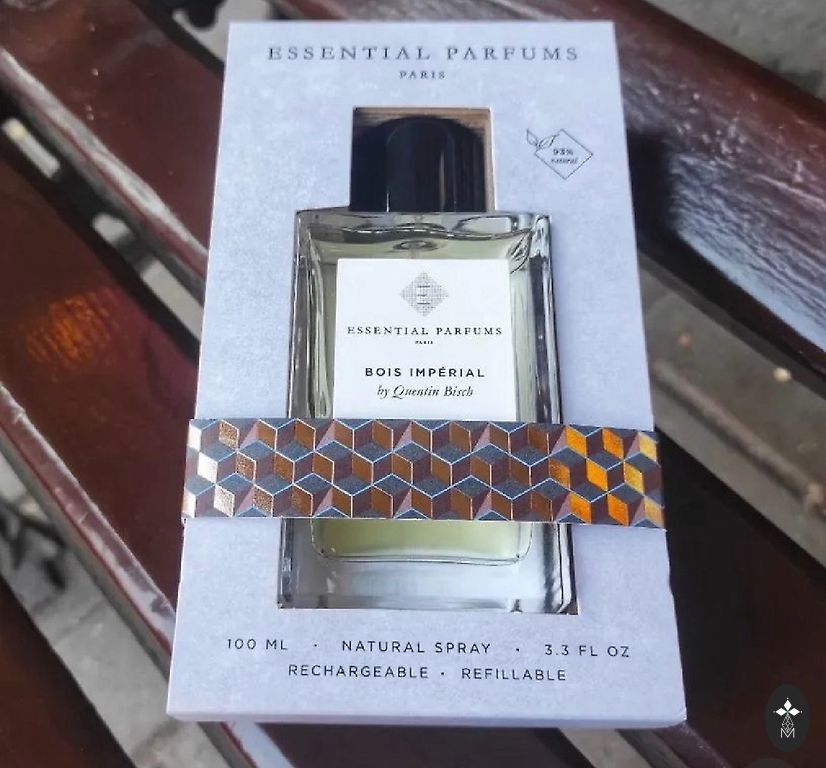 ESSENTIAL PARFUMS
PARIS
93%
natural
ESSENTIAL PARFUMS
PARIS
BOIS IMPÉRIAL
by Quentin Bisch
100 ML · NATURAL SPRAY · 3.3 FL OZ
RECHARGEABLE · REFILLABLE
M